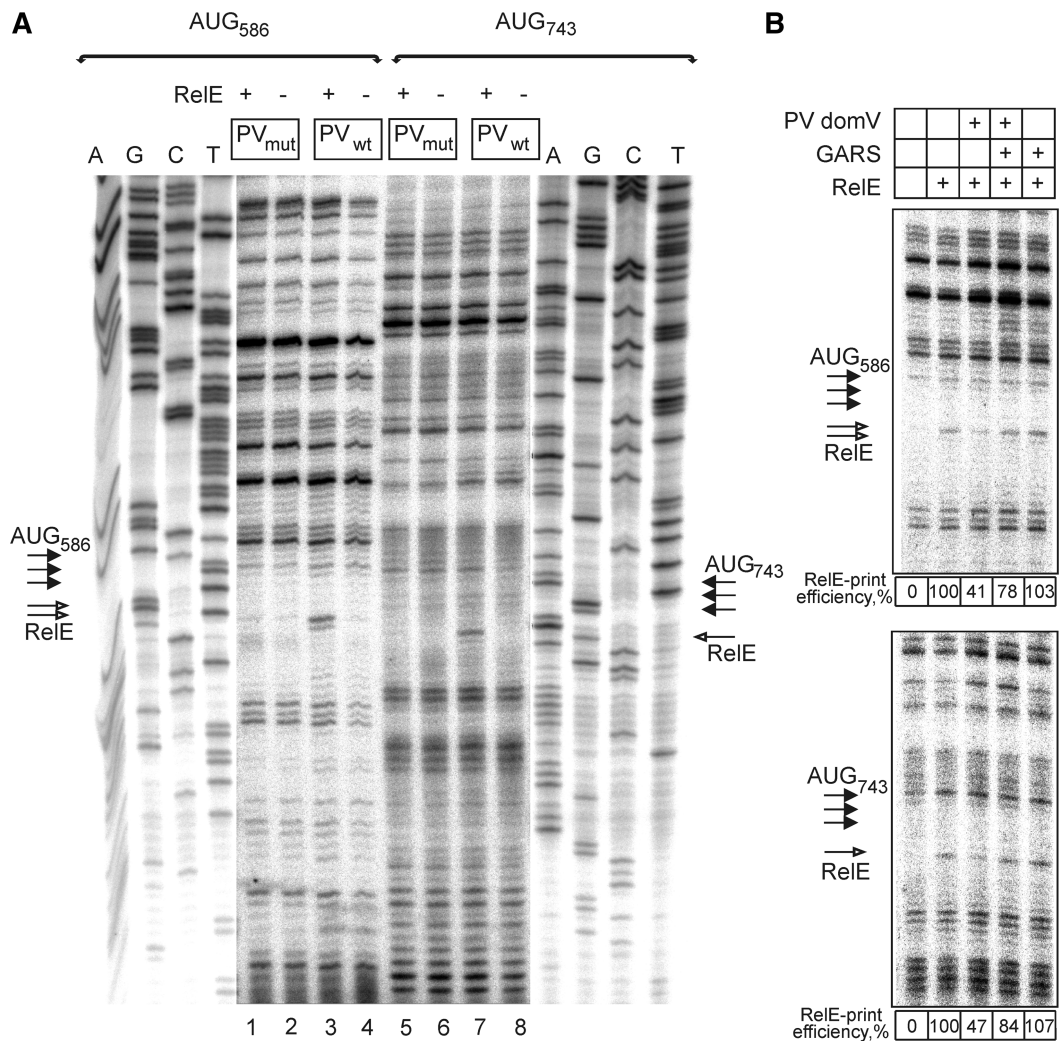 A
AUG586
AUG743
RelE + - + - + - + -
PVmut PVwt PVmut PVwt
A G C T A G C T
AUG586
RelE
AUG743
RelE
1 2 3 4 5 6 7 8
B
PV domV + +
GARS + +
RelE + + + +
AUG586
RelE
RelE-print
efficiency,% 0 100 41 78 103
AUG743
RelE
RelE-print
efficiency,% 0 100 47 84 107